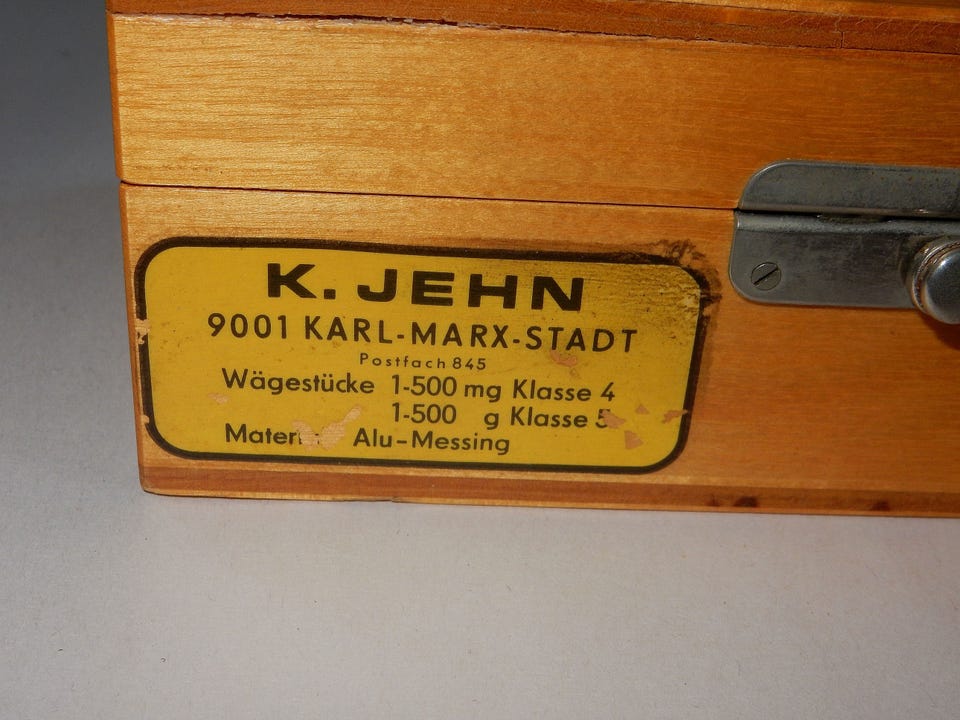 K. JEHN
9001 KARL-MARX-STADT
Postfach 845
Wägestücke 1-500 mg Klasse 4
1-500 g Klasse 5
Alu-Messing